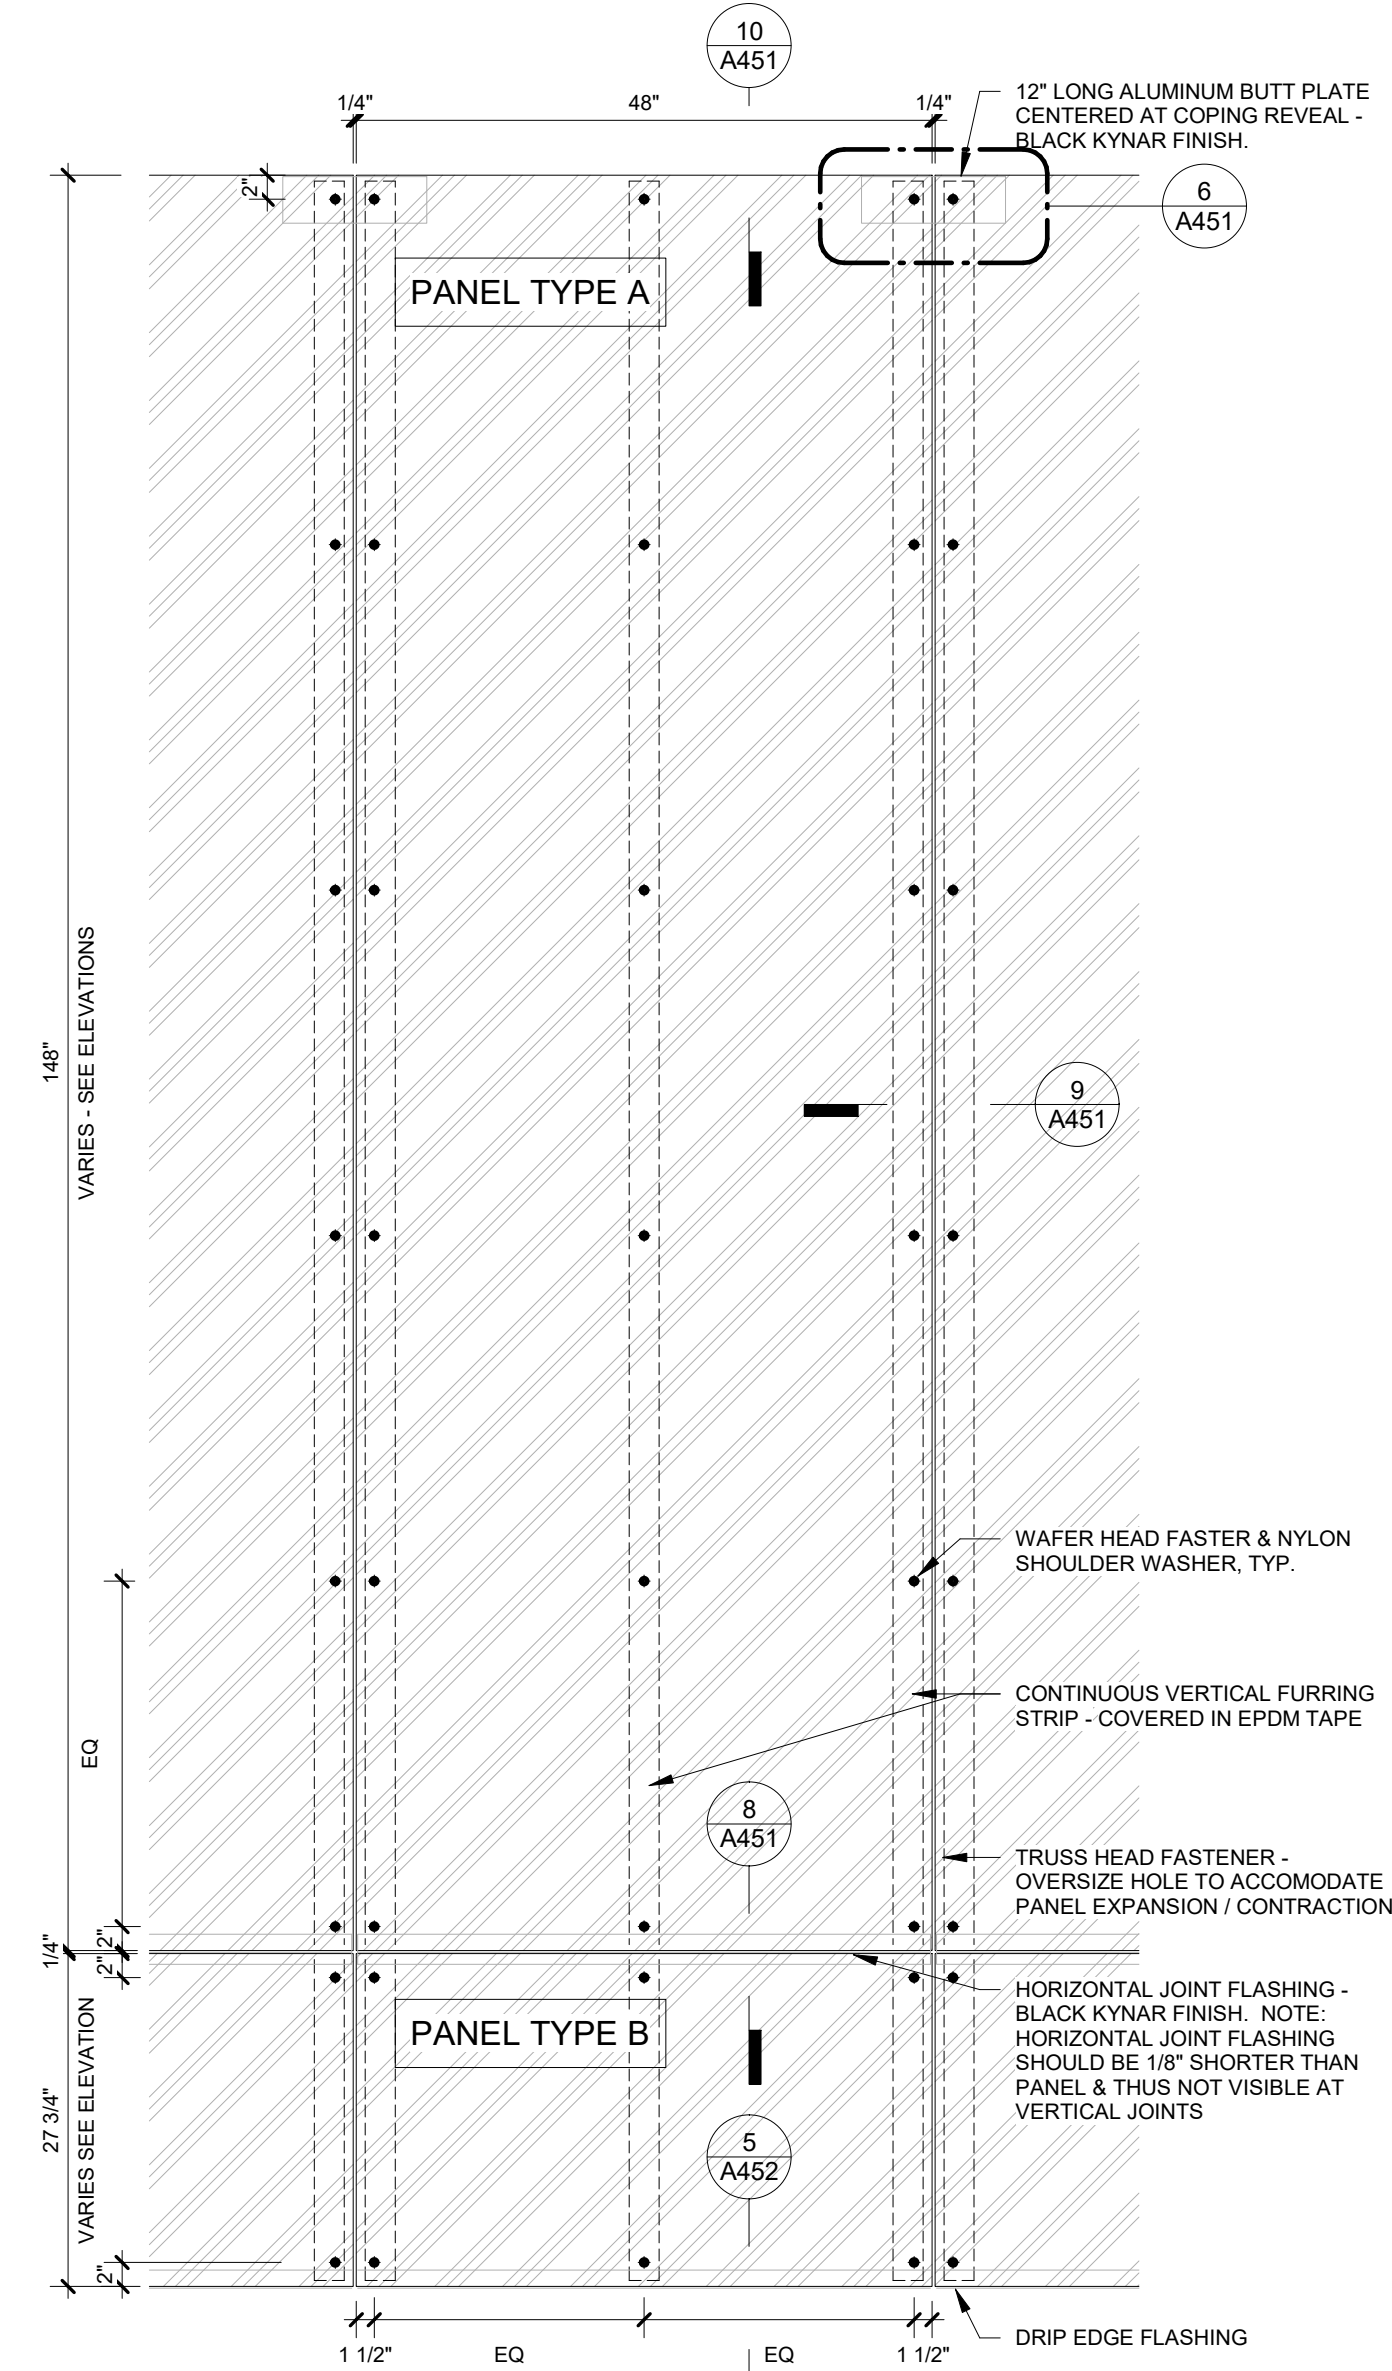 10
A451
1/4"
48"
1/4"
12" LONG ALUMINUM BUTT PLATE
CENTERED AT COPING REVEAL -
BLACK KYNAR FINISH.
2"
6
A451
PANEL TYPE A
148"
VARIES - SEE ELEVATIONS
9
A451
WAFER HEAD FASTER & NYLON
SHOULDER WASHER, TYP.
CONTINUOUS VERTICAL FURRING
STRIP - COVERED IN EPDM TAPE
EQ
8
A451
TRUSS HEAD FASTENER -
OVERSIZE HOLE TO ACCOMODATE
PANEL EXPANSION / CONTRACTION
2"
1/4"
2"
HORIZONTAL JOINT FLASHING -
BLACK KYNAR FINISH. NOTE:
HORIZONTAL JOINT FLASHING
SHOULD BE 1/8" SHORTER THAN
PANEL & THUS NOT VISIBLE AT
VERTICAL JOINTS
PANEL TYPE B
27 3/4"
VARIES SEE ELEVATION
5
A452
2"
DRIP EDGE FLASHING
1 1/2"
EQ
EQ
1 1/2"